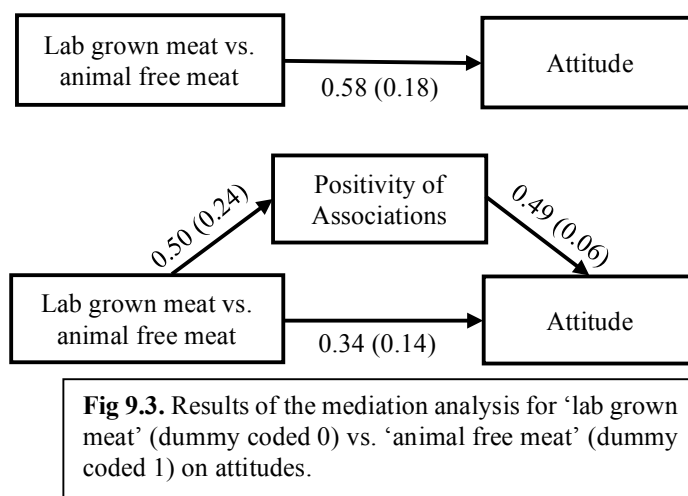 Lab grown meat vs.
animal free meat
Attitude
0.58 (0.18)
Positivity of
Associations
0.50 (0.24)
0.49 (0.06)
Lab grown meat vs.
animal free meat
Attitude
0.34 (0.14)
Fig 9.3. Results of the mediation analysis for ‘lab grown
meat’ (dummy coded 0) vs. ‘animal free meat’ (dummy
coded 1) on attitudes.